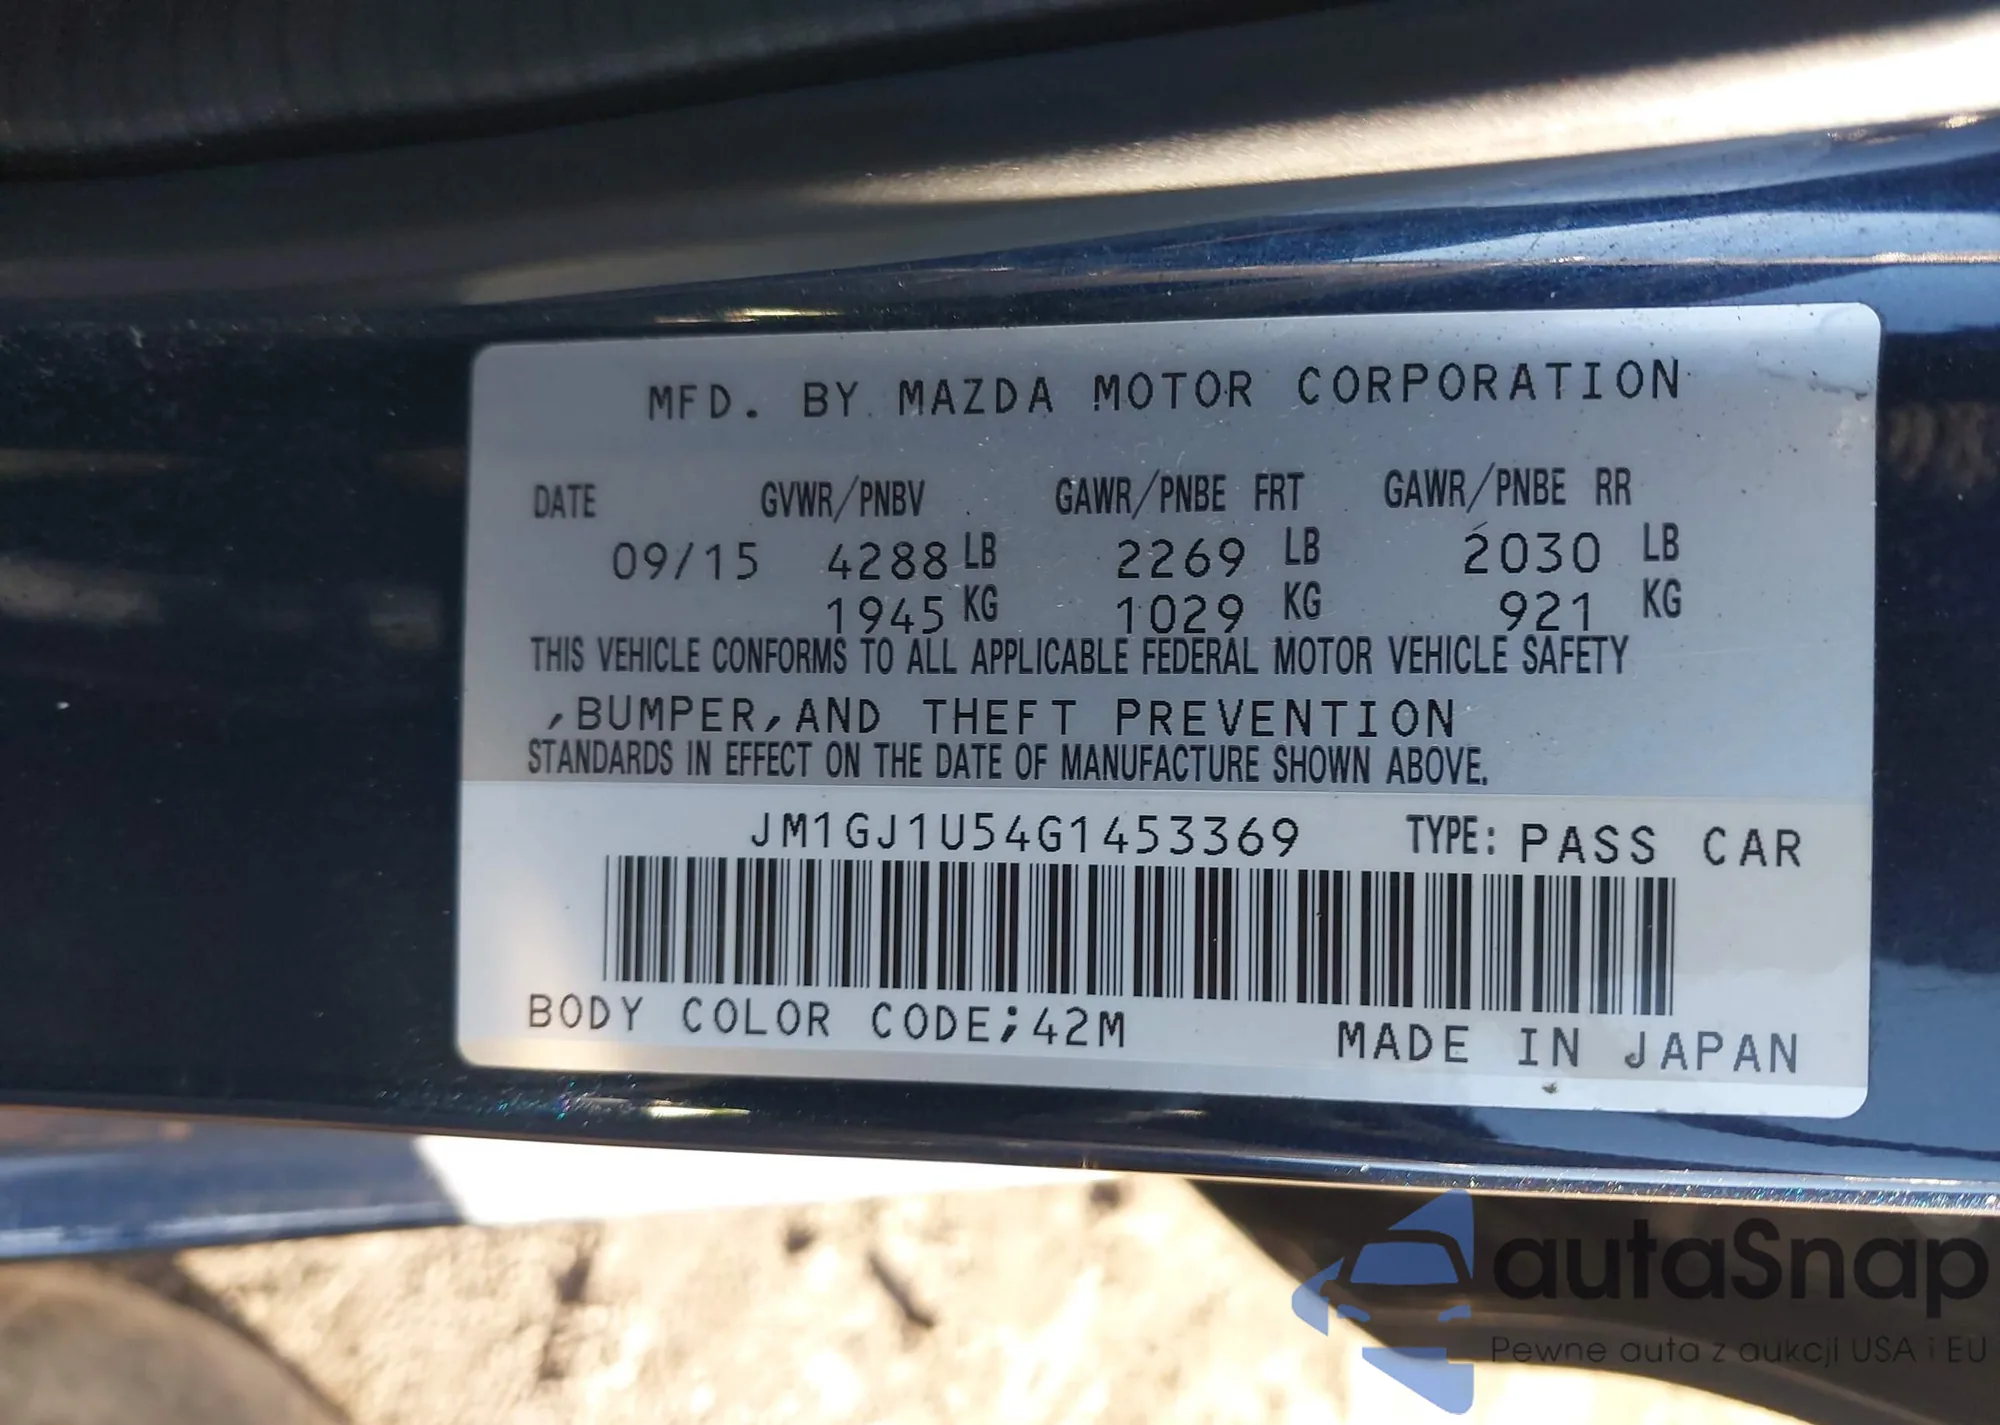 MFD. BY MAZDA MOTOR CORPORATION
DATE GVWR/PNBV GAWR/PNBE FRT GAWR/PNBE RR
09/15 4288 LB 2269 LB 2030 LB
1945 KG 1029 KG 921 KG
THIS VEHICLE CONFORMS TO ALL APPLICABLE FEDERAL MOTOR VEHICLE SAFETY
,BUMPER,AND THEFT PREVENTION
STANDARDS IN EFFECT ON THE DATE OF MANUFACTURE SHOWN ABOVE.
JM1GJ1U54G1453369 TYPE: PASS CAR
BODY COLOR CODE;42M MADE IN JAPAN
autaSnap
Pewne auta z aukcji USA i EU